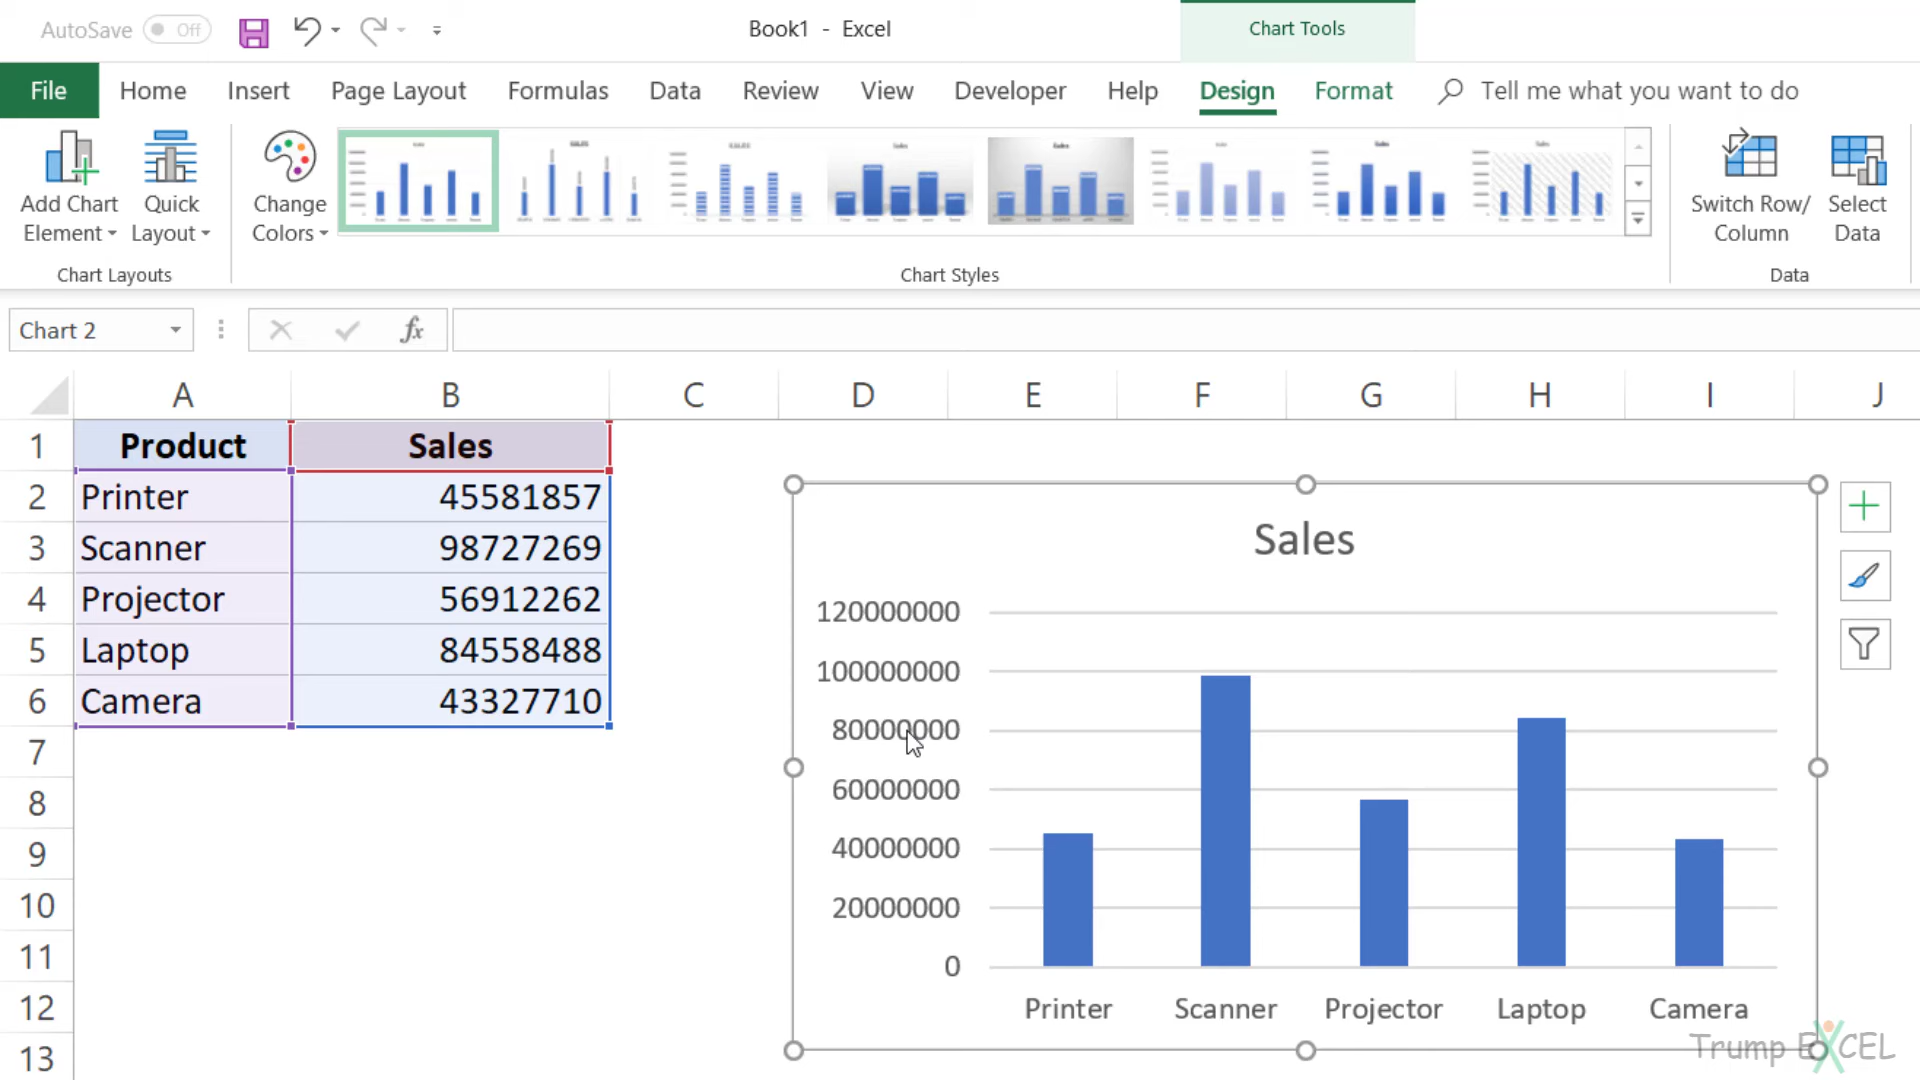 AutoSave Off
Book1 - Excel
Chart Tools
File Home Insert Page Layout Formulas Data Review View Developer Help Design Format Tell me what you want to do
Add Chart Element
Quick Layout
Chart Layouts
Change Colors
Chart Styles
Switch Row/ Column
Select Data
Data
Chart 2
fx
A B C D E F G H I J
1 Product Sales
2 Printer 45581857
3 Scanner 98727269
4 Projector 56912262
5 Laptop 84558488
6 Camera 43327710
7
8
9
10
11
12
13
Sales
120000000
100000000
80000000
60000000
40000000
20000000
0
Printer Scanner Projector Laptop Camera
Trump EXCEL